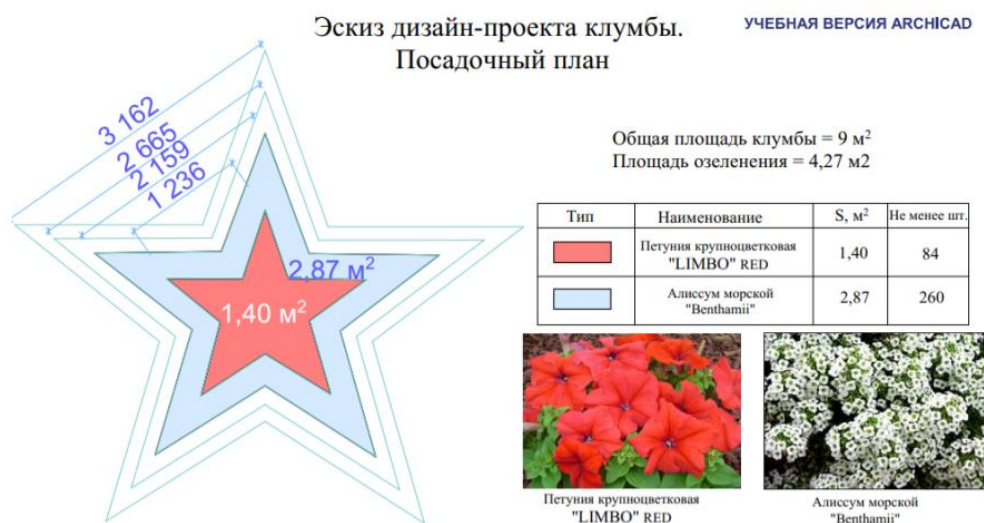 Эскиз дизайн-проекта клумбы.
Посадочный план
УЧЕБНАЯ ВЕРСИЯ ARCHICAD
3 162
2 665
2 159
1 236
2,87 м²
1,40 м²
Общая площадь клумбы = 9 м²
Площадь озеленения = 4,27 м2
Тип Наименование S, м² Не менее шт.
Петуния крупноцветковая
"LIMBO" RED 1,40 84
Алиссум морской
"Benthamii" 2,87 260
Петуния крупноцветковая
"LIMBO" RED
Алиссум морской
"Benthamii"